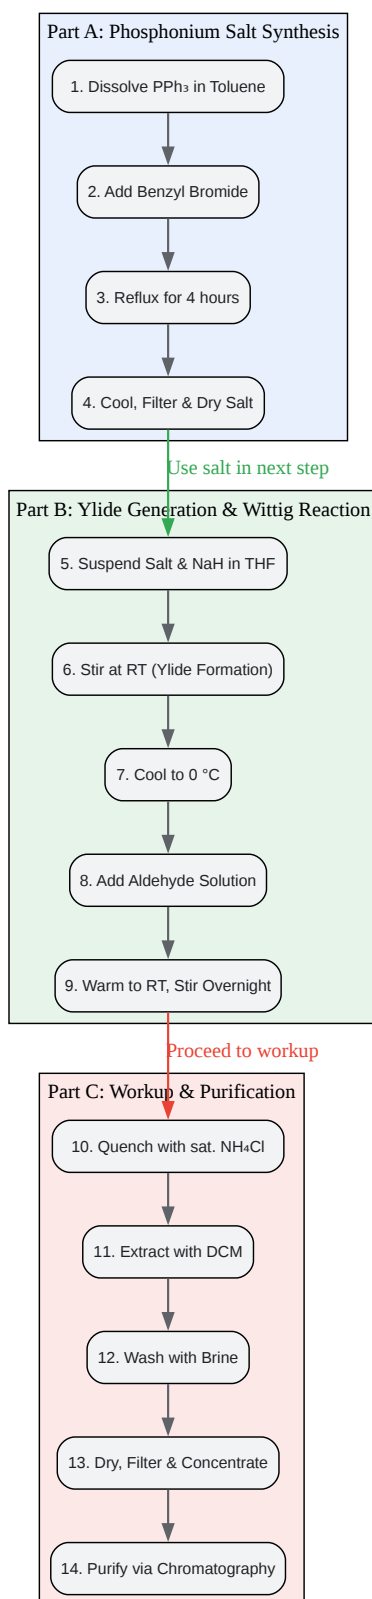 Part A: Phosphonium Salt Synthesis
1. Dissolve PPh₃ in Toluene
2. Add Benzyl Bromide
3. Reflux for 4 hours
4. Cool, Filter & Dry Salt
Use salt in next step
Part B: Ylide Generation & Wittig Reaction
5. Suspend Salt & NaH in THF
6. Stir at RT (Ylide Formation)
7. Cool to 0 °C
8. Add Aldehyde Solution
9. Warm to RT, Stir Overnight
Proceed to workup
Part C: Workup & Purification
10. Quench with sat. NH₄Cl
11. Extract with DCM
12. Wash with Brine
13. Dry, Filter & Concentrate
14. Purify via Chromatography